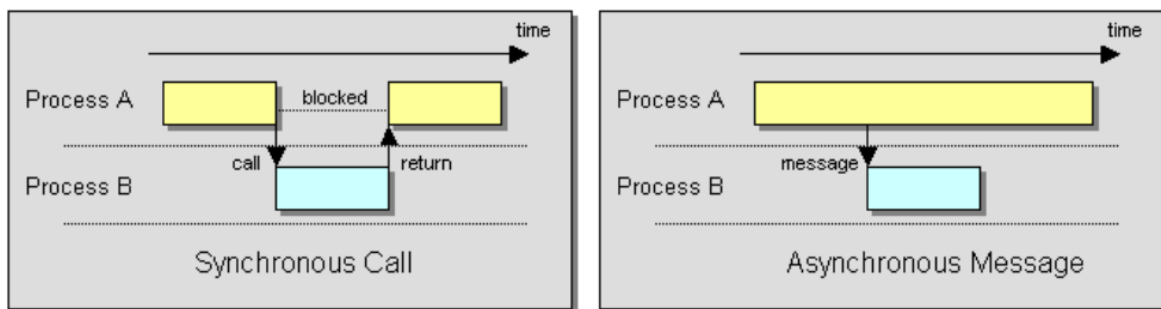 time
Process A
blocked
call
return
Process B
Synchronous Call
time
Process A
message
Process B
Asynchronous Message